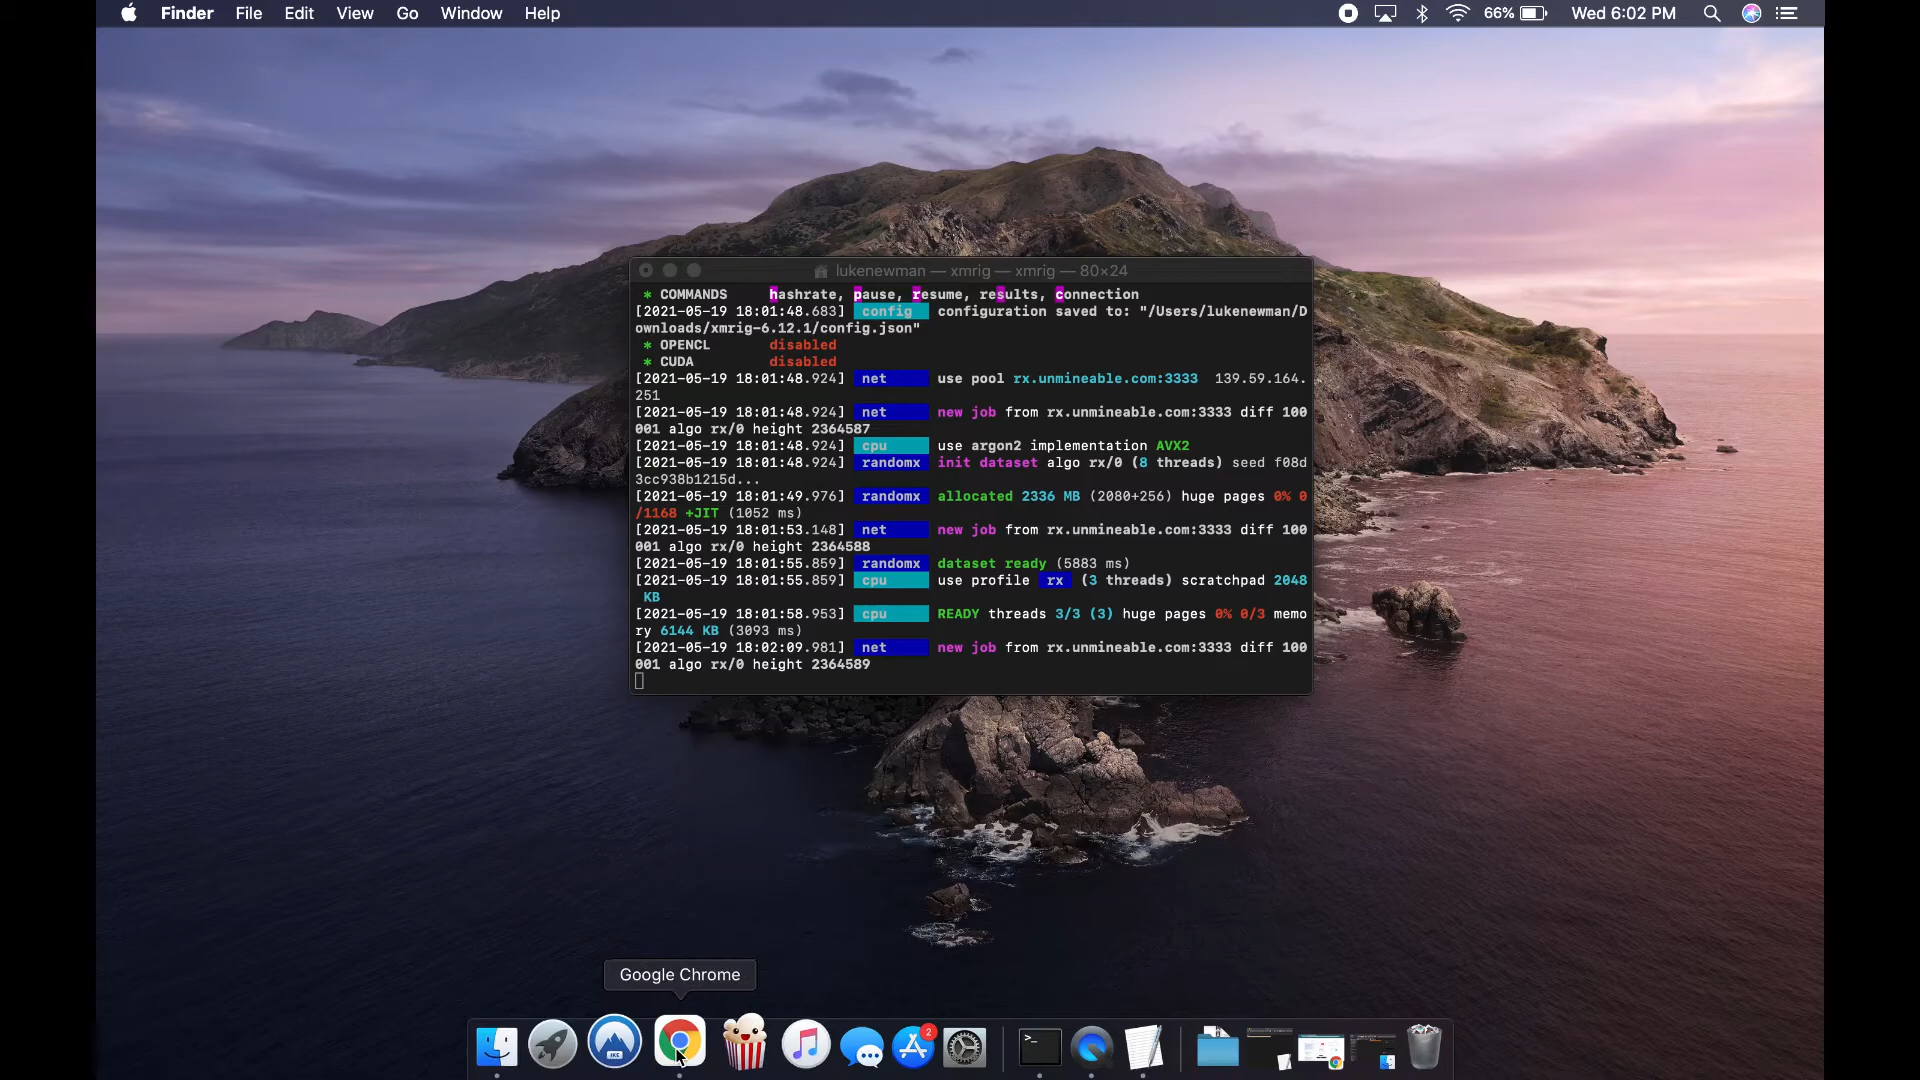 Finder File Edit View Go Window Help 66% Wed 6:02 PM
lukenewman — xmrig — xmrig — 80×24
* COMMANDS hashrate, pause, resume, results, connection
[2021-05-19 18:01:48.683] config configuration saved to: "/Users/lukenewman/D
ownloads/xmrig-6.12.1/config.json"
* OPENCL disabled
* CUDA disabled
[2021-05-19 18:01:48.924] net use pool rx.unmineable.com:3333 139.59.164.
251
[2021-05-19 18:01:48.924] net new job from rx.unmineable.com:3333 diff 100
001 algo rx/0 height 2364587
[2021-05-19 18:01:48.924] cpu use argon2 implementation AVX2
[2021-05-19 18:01:48.924] randomx init dataset algo rx/0 (8 threads) seed f08d
3cc938b1215d...
[2021-05-19 18:01:49.976] randomx allocated 2336 MB (2080+256) huge pages 0% 0
/1168 +JIT (1052 ms)
[2021-05-19 18:01:53.148] net new job from rx.unmineable.com:3333 diff 100
001 algo rx/0 height 2364588
[2021-05-19 18:01:55.859] randomx dataset ready (5883 ms)
[2021-05-19 18:01:55.859] cpu use profile rx (3 threads) scratchpad 2048
KB
[2021-05-19 18:01:58.953] cpu READY threads 3/3 (3) huge pages 0% 0/3 memo
ry 6144 KB (3093 ms)
[2021-05-19 18:02:09.981] net new job from rx.unmineable.com:3333 diff 100
001 algo rx/0 height 2364589
Google Chrome
IKE
2
>_